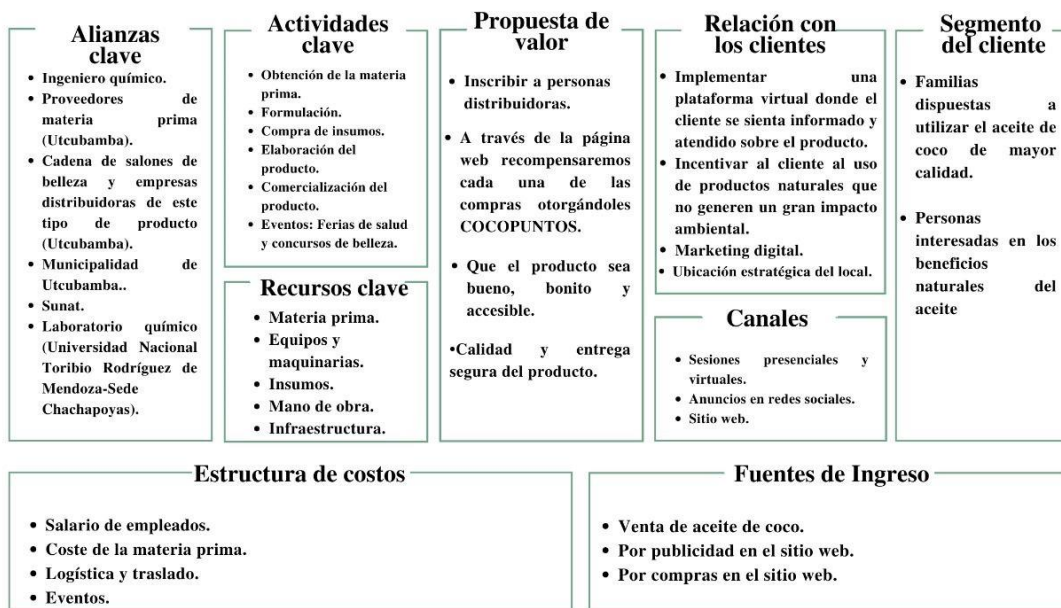 Alianzas
clave
• Ingeniero químico.
• Proveedores de
materia prima
(Utcubamba).
• Cadena de salones de
belleza y empresas
distribuidoras de este
tipo de producto
(Utcubamba).
• Municipalidad de
Utcubamba..
• Sunat.
• Laboratorio químico
(Universidad Nacional
Toribio Rodríguez de
Mendoza-Sede
Chachapoyas).
Actividades
clave
• Obtención de la materia
prima.
• Formulación.
• Compra de insumos.
• Elaboración del
producto.
• Comercialización del
producto.
• Eventos: Ferias de salud
y concursos de belleza.
Recursos clave
• Materia prima.
• Equipos y
maquinarias.
• Insumos.
• Mano de obra.
• Infraestructura.
Propuesta de
valor
• Inscribir a personas
distribuidoras.
• A través de la página
web recompensaremos
cada una de las
compras otorgándoles
COCOPUNTOS.
• Que el producto sea
bueno, bonito y
accesible.
•Calidad y entrega
segura del producto.
Relación con
los clientes
• Implementar una
plataforma virtual donde el
cliente se sienta informado y
atendido sobre el producto.
• Incentivar al cliente al uso
de productos naturales que
no generen un gran impacto
ambiental.
• Marketing digital.
• Ubicación estratégica del local.
Canales
• Sesiones presenciales y
virtuales.
• Anuncios en redes sociales.
• Sitio web.
Segmento
del cliente
• Familias
dispuestas a
utilizar el aceite de
coco de mayor
calidad.
• Personas
interesadas en los
beneficios
naturales del
aceite
Estructura de costos
• Salario de empleados.
• Coste de la materia prima.
• Logística y traslado.
• Eventos.
Fuentes de Ingreso
• Venta de aceite de coco.
• Por publicidad en el sitio web.
• Por compras en el sitio web.